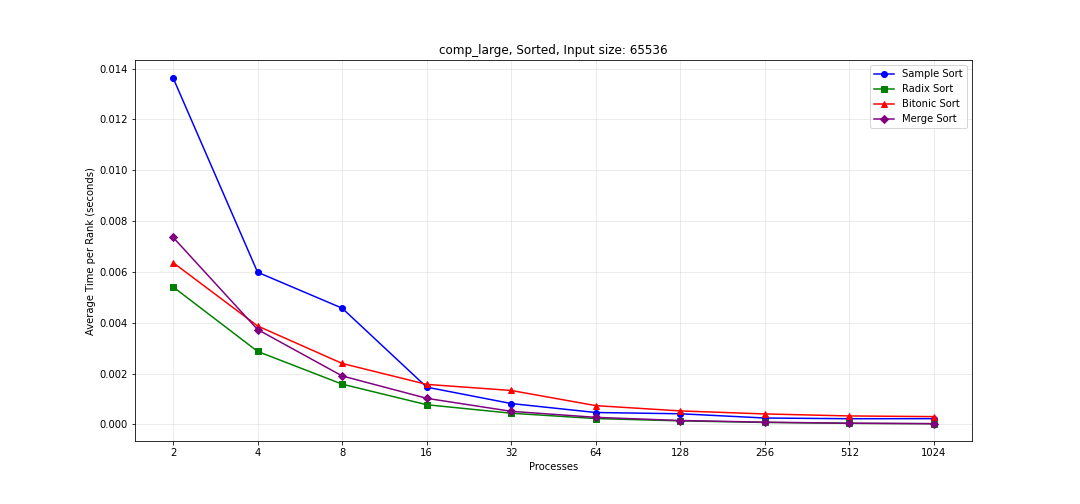 comp_large, Sorted, Input size: 65536
Sample Sort
Radix Sort
Bitonic Sort
Merge Sort
Average Time per Rank (seconds)
0.014
0.012
0.010
0.008
0.006
0.004
0.002
0.000
2 4 8 16 32 64 128 256 512 1024
Processes